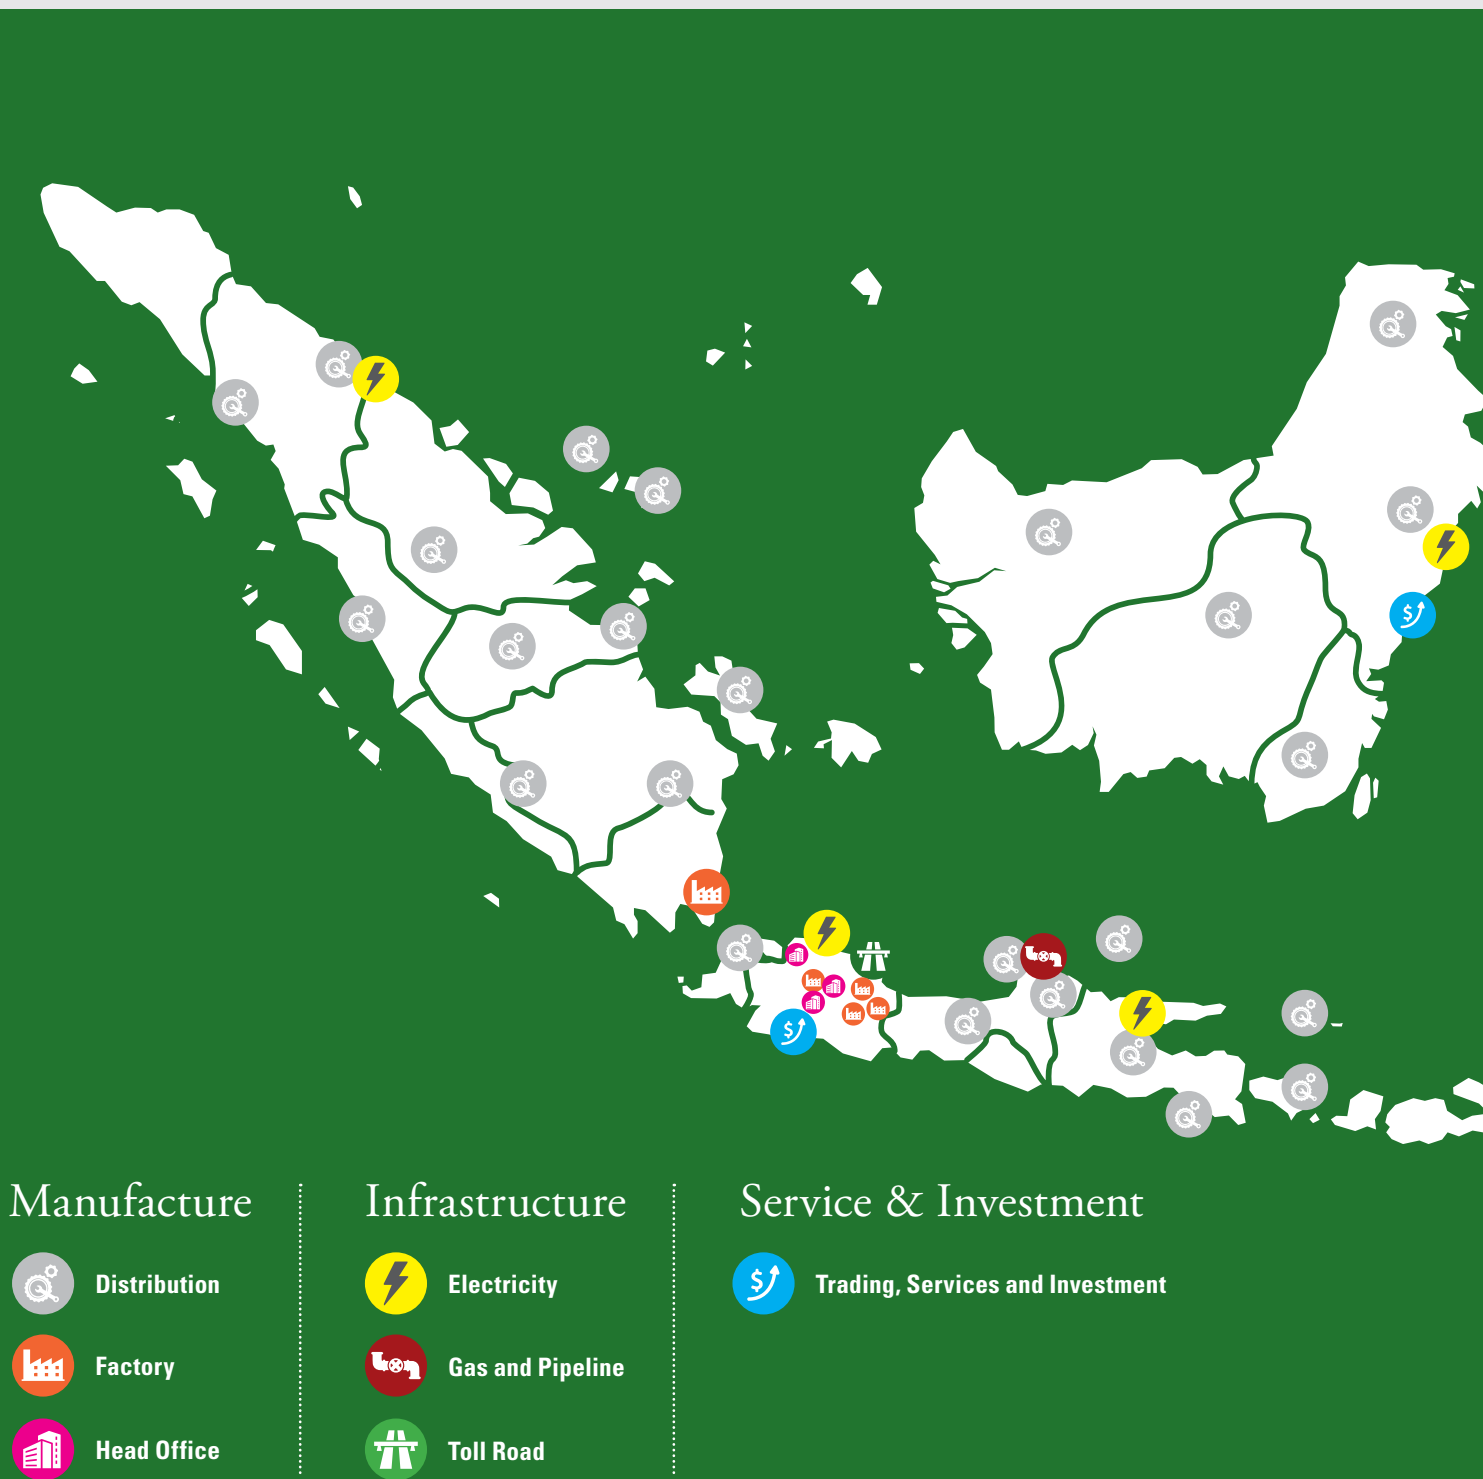 Manufacture
Distribution
Factory
Head Office
Infrastructure
Electricity
Gas and Pipeline
Toll Road
Service & Investment
Trading, Services and Investment